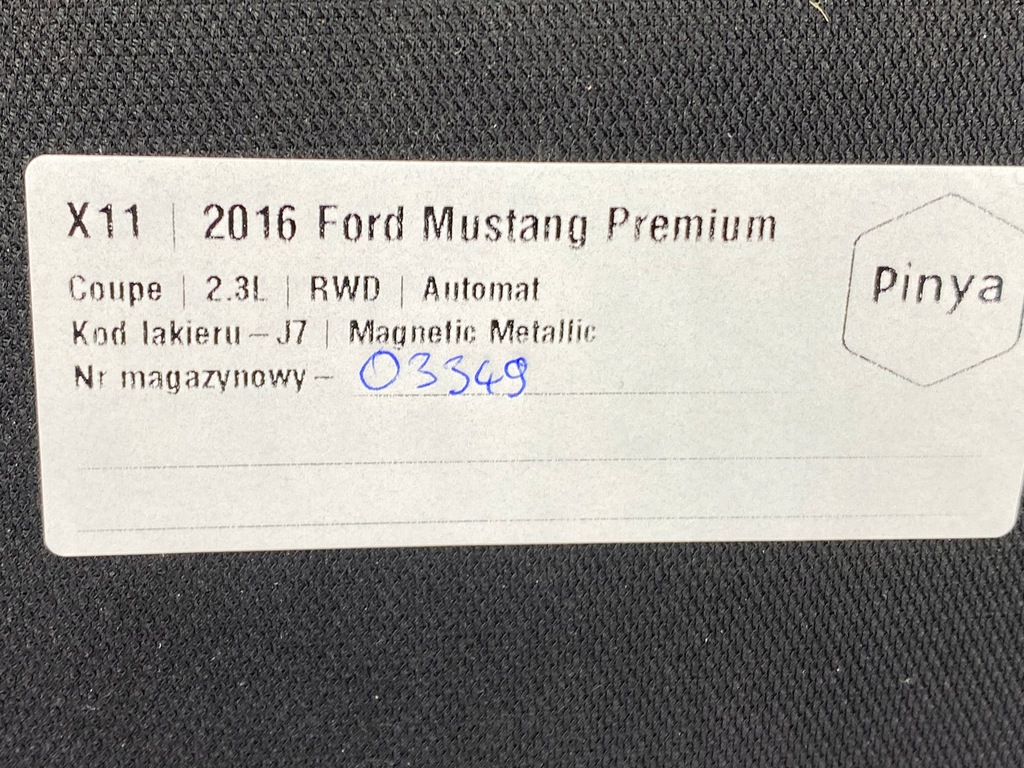 X11 | 2016 Ford Mustang Premium
Pinya
Coupe | 2.3L | RWD | Automat
Kod lakieru – J7 | Magnetic Metallic
Nr magazynowy – 03349